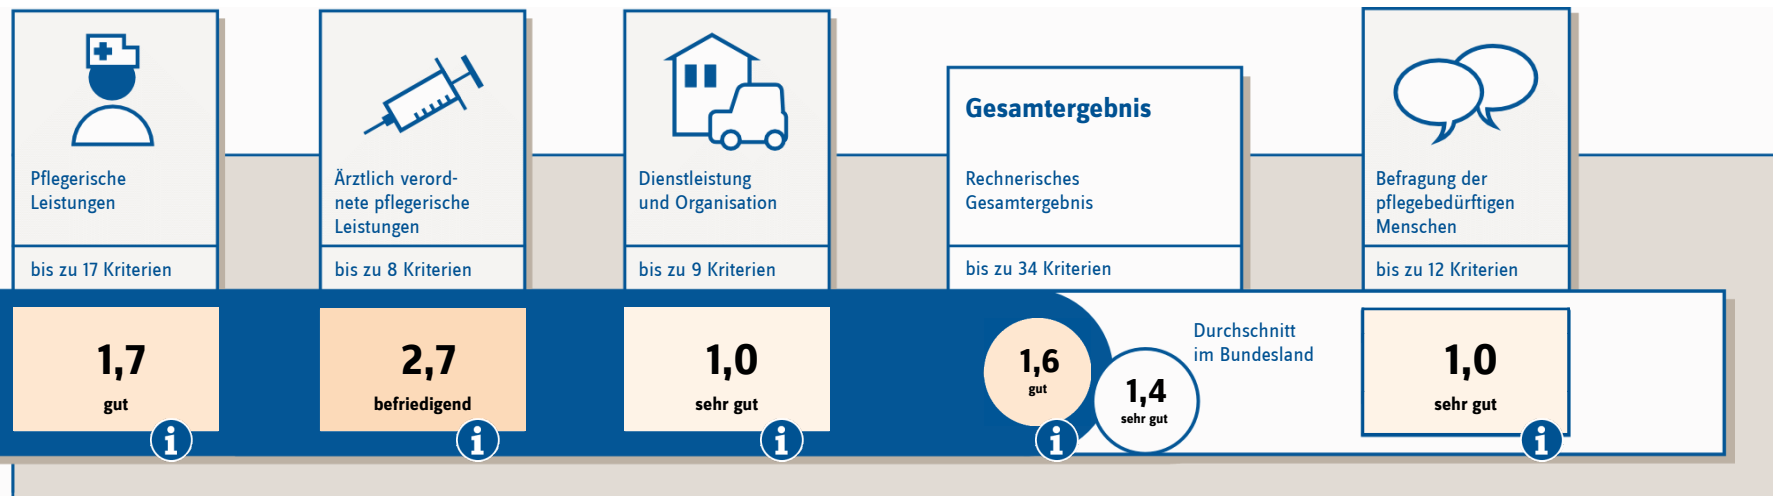 Pflegerische
Leistungen
bis zu 17 Kriterien
1,7
gut
i
Ärztlich verord-
nete pflegerische
Leistungen
bis zu 8 Kriterien
2,7
befriedigend
i
Dienstleistung
und Organisation
bis zu 9 Kriterien
1,0
sehr gut
i
Gesamtergebnis
Rechnerisches
Gesamtergebnis
bis zu 34 Kriterien
1,6
gut
i
Durchschnitt
im Bundesland
1,4
sehr gut
Befragung der
pflegebedürftigen
Menschen
bis zu 12 Kriterien
1,0
sehr gut
i